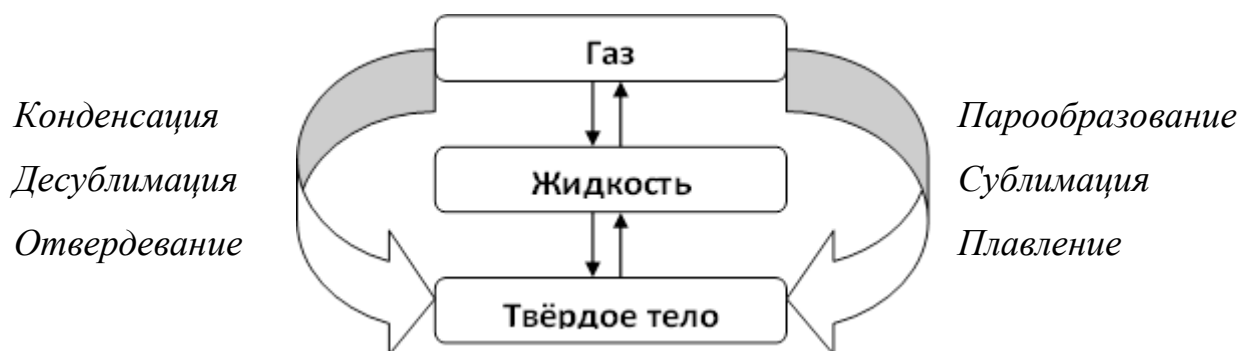 Газ
Конденсация
Парообразование
Десублимация
Жидкость
Сублимация
Отвердевание
Плавление
Твёрдое тело